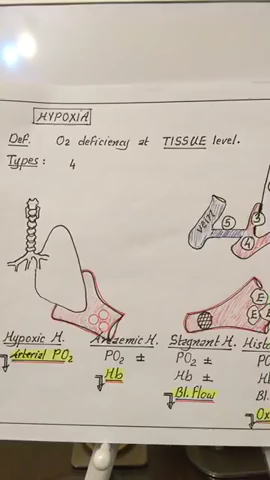 HYPOXIA
Def. O2 deficiency at TISSUE level.
Types: 4
vein
5
3
4
E
E
Hypoxic H.
Arterial PO2
Anaemic H.
PO2 ±
Hb
Stagnant H.
PO2 ±
Hb ±
Bl. flow